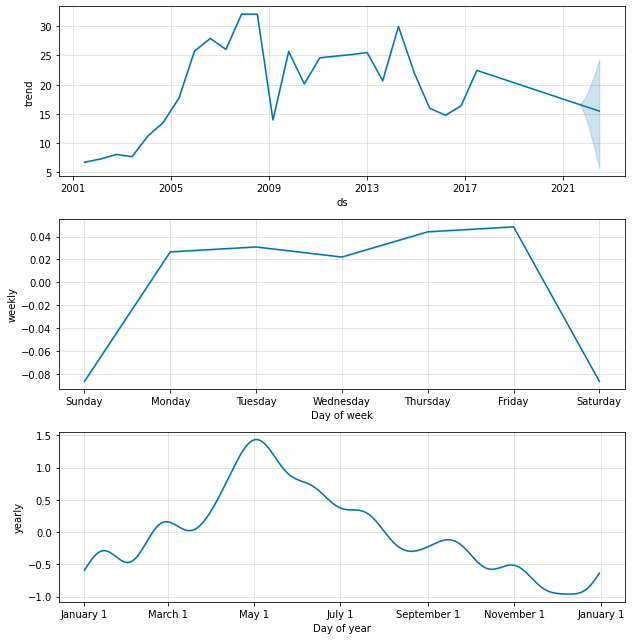 30
25
20
15
10
5
trend
2001 2005 2009 2013 2017 2021
ds
0.04
0.02
0.00
−0.02
−0.04
−0.06
−0.08
weekly
Sunday Monday Tuesday Wednesday Thursday Friday Saturday
Day of week
1.5
1.0
0.5
0.0
−0.5
−1.0
yearly
January 1 March 1 May 1 July 1 September 1 November 1 January 1
Day of year